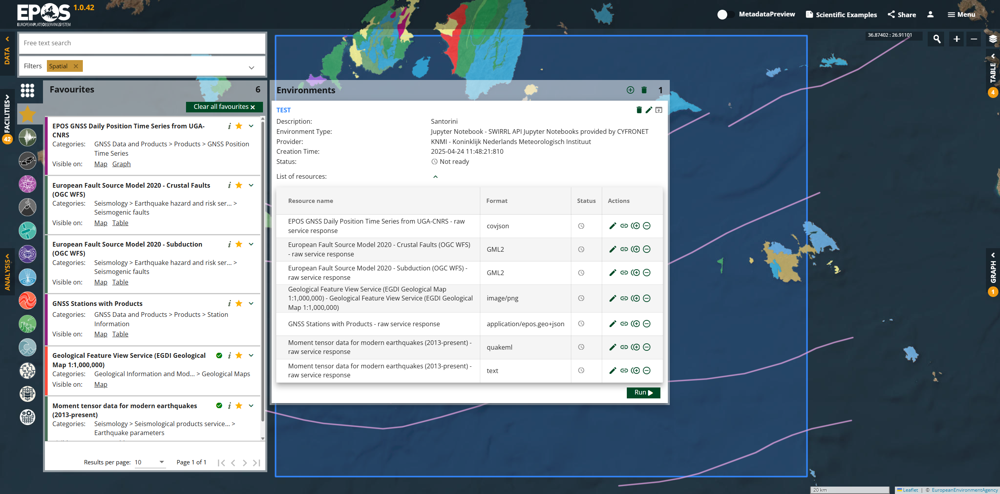 EPOS 1.0.42
EUROPEANPLATEOBSERVINGSYSTEM
MetadataPreview
Scientific Examples
Share
Menu
DATA
Free text search
Filters
Spatial
36.87402 : 26.91101
TABLE
4
FACILITIES
42
ANALYSIS
GRAPH
1
Favourites 6
Clear all favourites
EPOS GNSS Daily Position Time Series from UGA-
CNRS
Categories: GNSS Data and Products > Products > GNSS Position
Time Series
Visible on: Map Graph
European Fault Source Model 2020 - Crustal Faults
(OGC WFS)
Categories: Seismology > Earthquake hazard and risk ser... >
Seismogenic faults
Visible on: Map Table
European Fault Source Model 2020 - Subduction
(OGC WFS)
Categories: Seismology > Earthquake hazard and risk ser... >
Seismogenic faults
Visible on: Map Table
GNSS Stations with Products
Categories: GNSS Data and Products > Products > Station
Information
Visible on: Map Table
Geological Feature View Service (EGDI Geological
Map 1:1,000,000)
Categories: Geological Information and Mod... > Geological Maps
Visible on: Map
Moment tensor data for modern earthquakes
(2013-present)
Categories: Seismology > Seismological products service... >
Earthquake parameters
Results per page: 10 Page 1 of 1
Environments 1
TEST
Description: Santorini
Environment Type: Jupyter Notebook - SWIRRL API Jupyter Notebooks provided by CYFRONET
Provider: KNMI - Koninklijk Nederlands Meteorologisch Instituut
Creation Time: 2025-04-24 11:48:21:810
Status: Not ready
List of resources:
Resource name Format Status Actions
EPOS GNSS Daily Position Time Series from UGA-CNRS - raw
service response
covjson
European Fault Source Model 2020 - Crustal Faults (OGC WFS)
- raw service response
GML2
European Fault Source Model 2020 - Subduction (OGC WFS) -
raw service response
GML2
Geological Feature View Service (EGDI Geological Map
1:1,000,000) - Geological Feature View Service (EGDI Geological
Map 1:1,000,000)
image/png
GNSS Stations with Products - raw service response
application/epos.geo+json
Moment tensor data for modern earthquakes (2013-present) -
raw service response
quakeml
Moment tensor data for modern earthquakes (2013-present) -
raw service response
text
Run
20 km
Leaflet | © EuropeanEnvironmentAgency